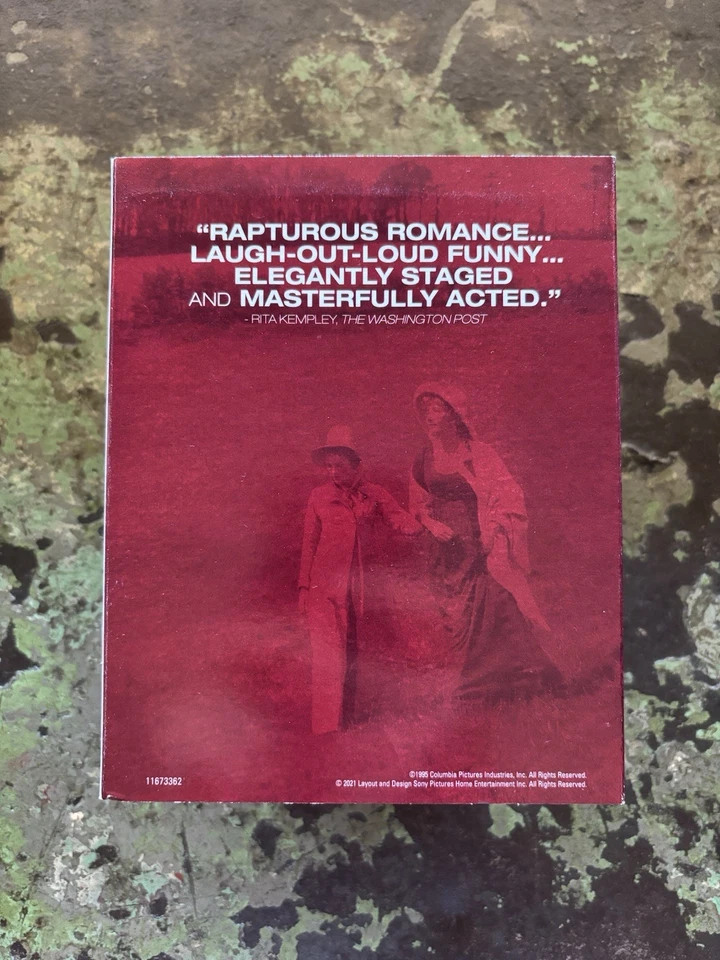 “RAPTUROUS ROMANCE...
LAUGH-OUT-LOUD FUNNY...
ELEGANTLY STAGED
AND MASTERFULLY ACTED.”
- RITA KEMPLEY, THE WASHINGTON POST
11673362
©1995 Columbia Pictures Industries, Inc. All Rights Reserved.
© 2021 Layout and Design Sony Pictures Home Entertainment Inc. All Rights Reserved.